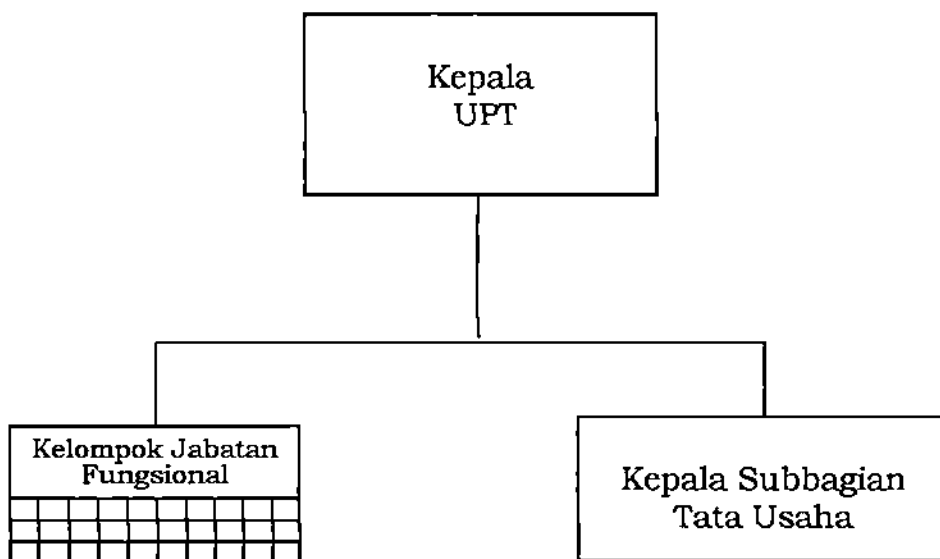 Kepala
UPT
Kelompok Jabatan
Fungsional
Kepala Subbagian
Tata Usaha